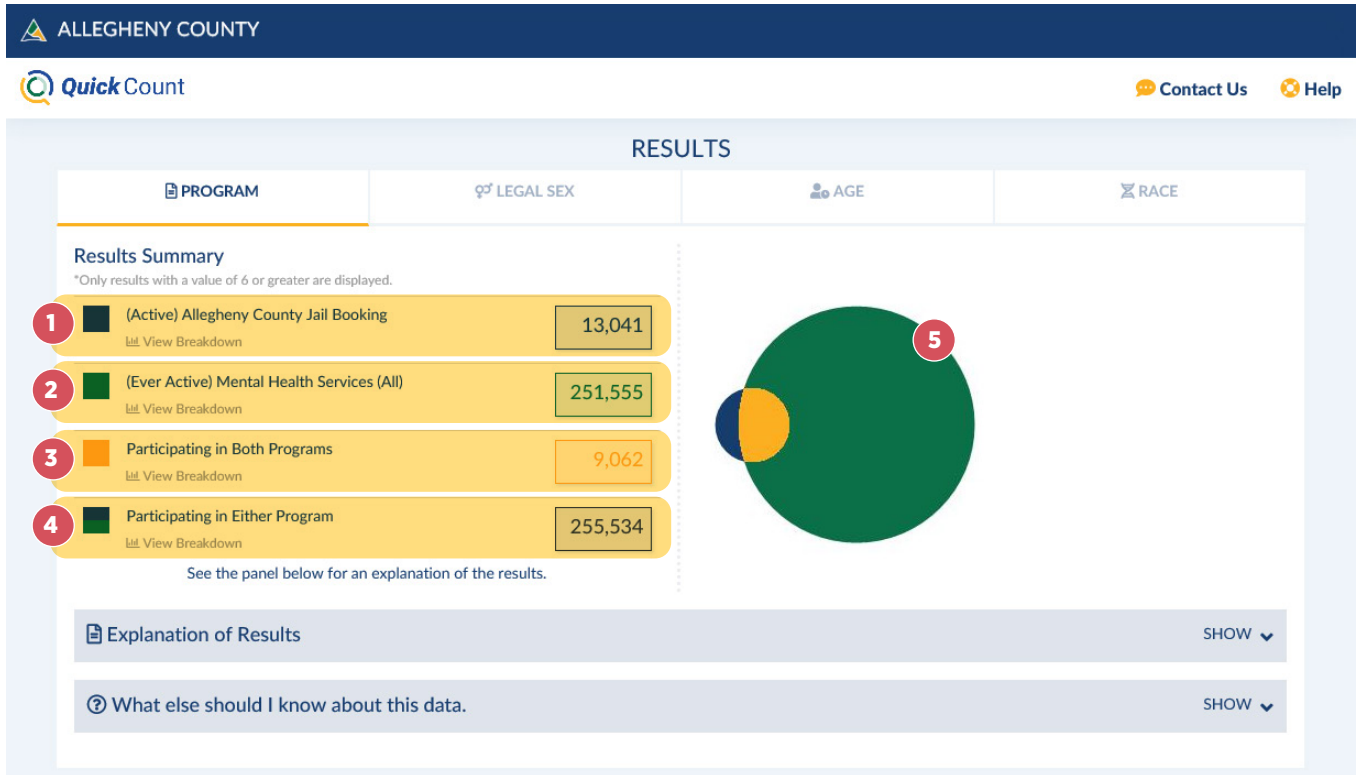 ALLEGHENY COUNTY
Quick Count
Contact Us
Help
RESULTS
PROGRAM
LEGAL SEX
AGE
RACE
Results Summary
*Only results with a value of 6 or greater are displayed.
1
(Active) Allegheny County Jail Booking
13,041
View Breakdown
2
(Ever Active) Mental Health Services (All)
251,555
View Breakdown
3
Participating in Both Programs
9,062
View Breakdown
4
Participating in Either Program
255,534
View Breakdown
See the panel below for an explanation of the results.
5
Explanation of Results
SHOW
What else should I know about this data.
SHOW